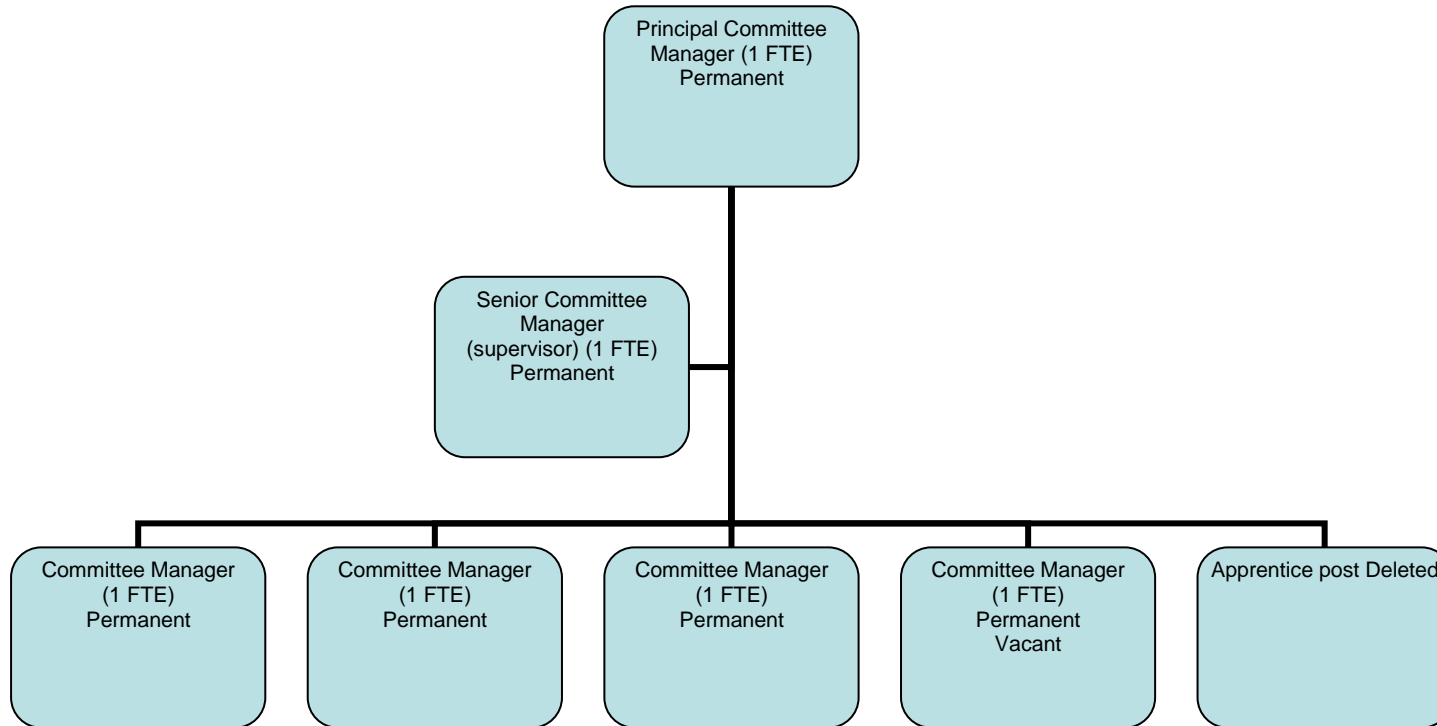 Principal Committee
Manager (1 FTE)
Permanent
Senior Committee
Manager
(supervisor) (1 FTE)
Permanent
Committee Manager
(1 FTE)
Permanent
Committee Manager
(1 FTE)
Permanent
Committee Manager
(1 FTE)
Permanent
Committee Manager
(1 FTE)
Permanent
Vacant
Apprentice post Deleted